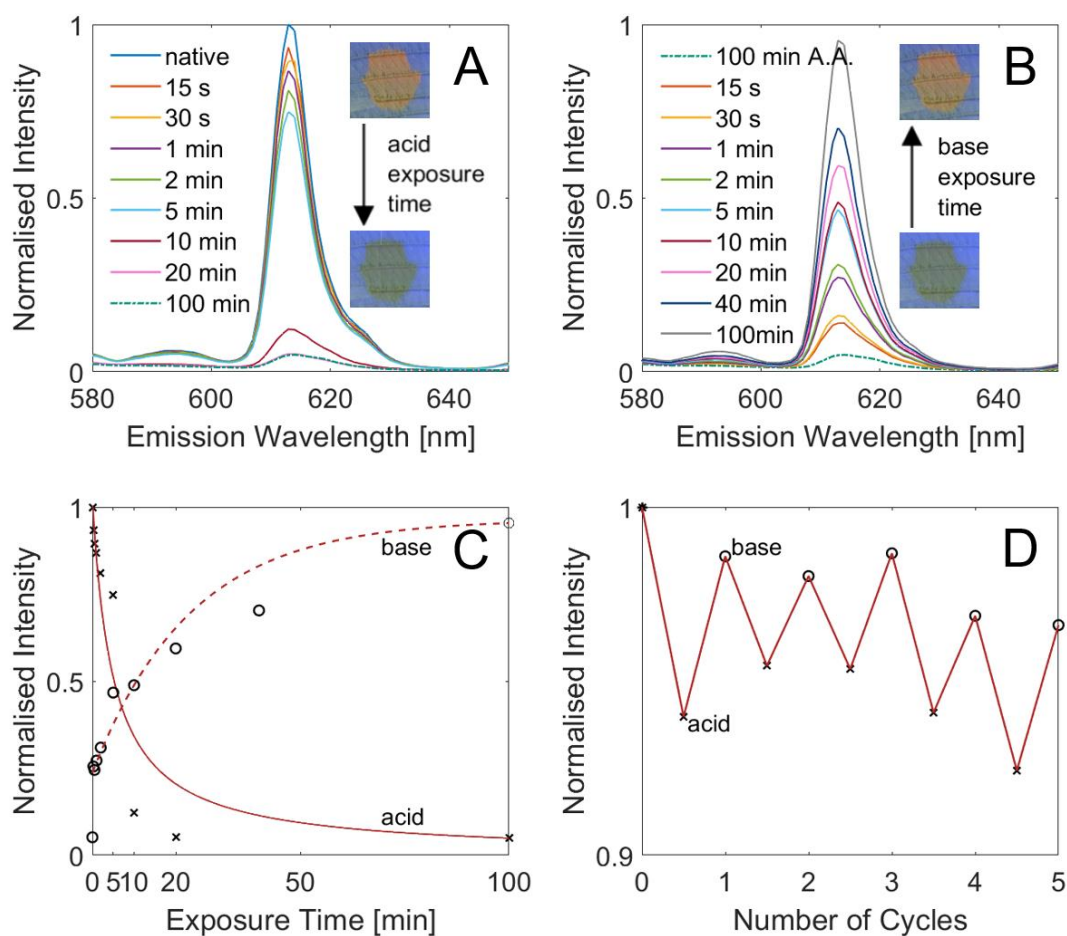 A
1
0.5
0
Normalised Intensity
native
15 s
30 s
1 min
2 min
5 min
10 min
20 min
100 min
acid
exposure
time
580
600
620
640
Emission Wavelength [nm]
B
1
0.5
0
Normalised Intensity
100 min A.A.
15 s
30 s
1 min
2 min
5 min
10 min
20 min
40 min
100min
base
exposure
time
580
600
620
640
Emission Wavelength [nm]
C
1
0.5
0
Normalised Intensity
base
acid
0
5
10
20
50
100
Exposure Time [min]
D
1
0.9
Normalised Intensity
base
acid
0
1
2
3
4
5
Number of Cycles